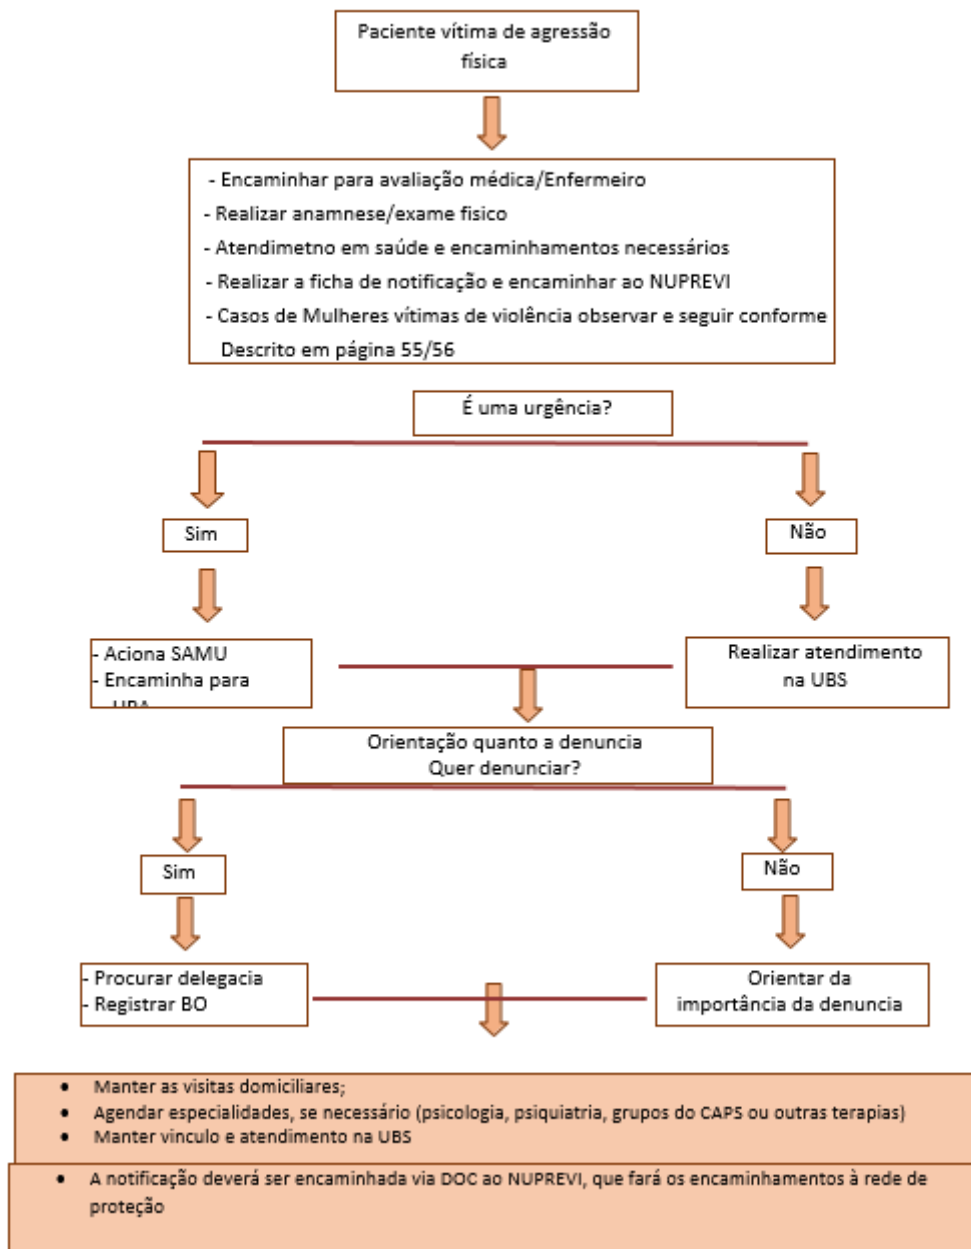 Paciente vítima de agressão
física
- Encaminhar para avaliação médica/Enfermeiro
- Realizar anamnese/exame fisico
- Atendimetno em saúde e encaminhamentos necessários
- Realizar a ficha de notificação e encaminhar ao NUPREVI
- Casos de Mulheres vítimas de violência observar e seguir conforme
Descrito em página 55/56
É uma urgência?
Sim
Não
- Aciona SAMU
- Encaminha para
Realizar atendimento
na UBS
Orientação quanto a denuncia
Quer denunciar?
Sim
Não
- Procurar delegacia
- Registrar BO
Orientar da
importância da denuncia
• Manter as visitas domiciliares;
• Agendar especialidades, se necessário (psicologia, psiquiatria, grupos do CAPS ou outras terapias)
• Manter vinculo e atendimento na UBS
• A notificação deverá ser encaminhada via DOC ao NUPREVI, que fará os encaminhamentos à rede de
proteção